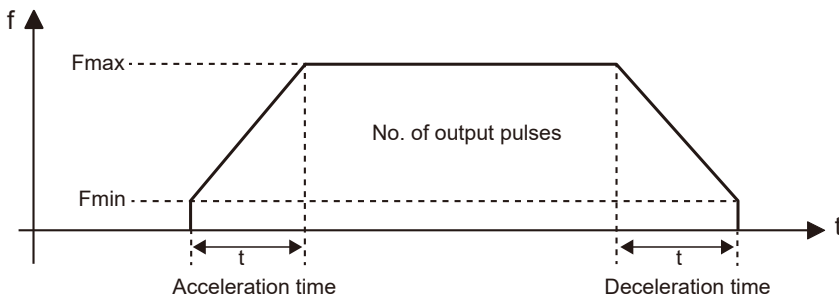 f
Fmax
No. of output pulses
Fmin
t
t
t
Acceleration time
Deceleration time